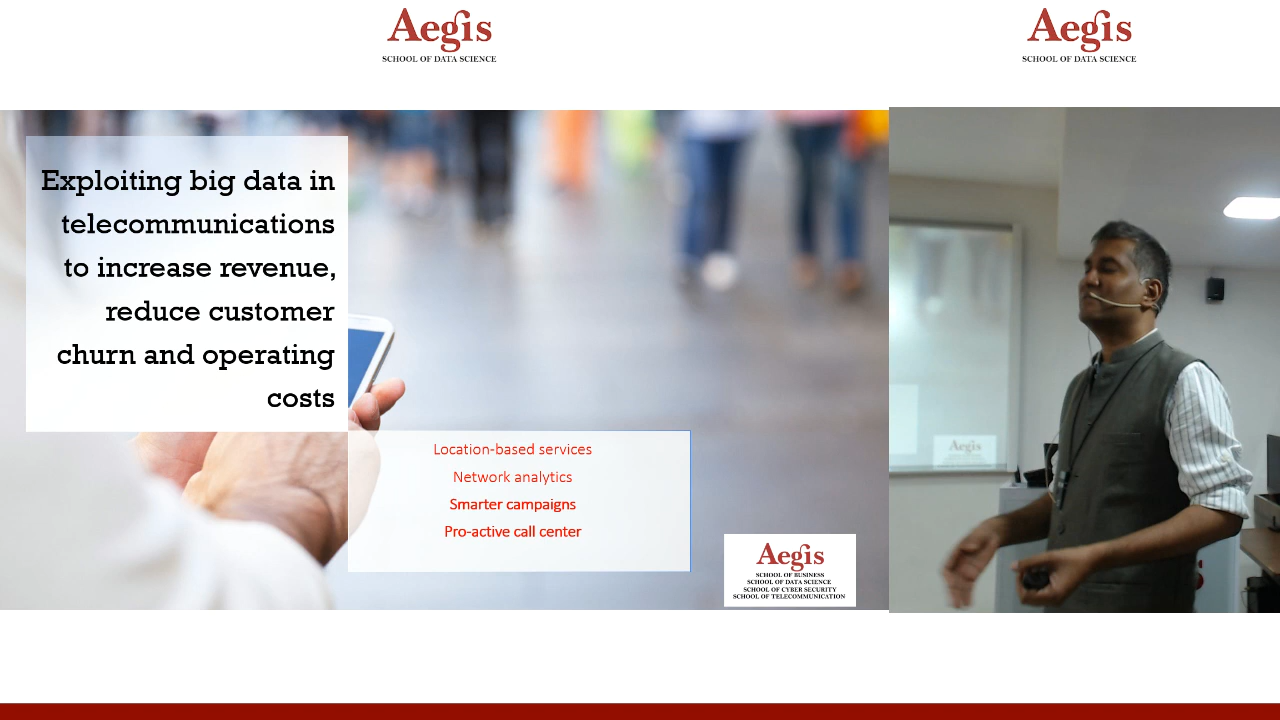 Aegis
SCHOOL OF DATA SCIENCE
Aegis
SCHOOL OF DATA SCIENCE
Exploiting big data in
telecommunications
to increase revenue,
reduce customer
churn and operating
costs
Location-based services
Network analytics
Smarter campaigns
Pro-active call center
Aegis
SCHOOL OF BUSINESS
SCHOOL OF DATA SCIENCE
SCHOOL OF CYBER SECURITY
SCHOOL OF TELECOMMUNICATION
Aegis